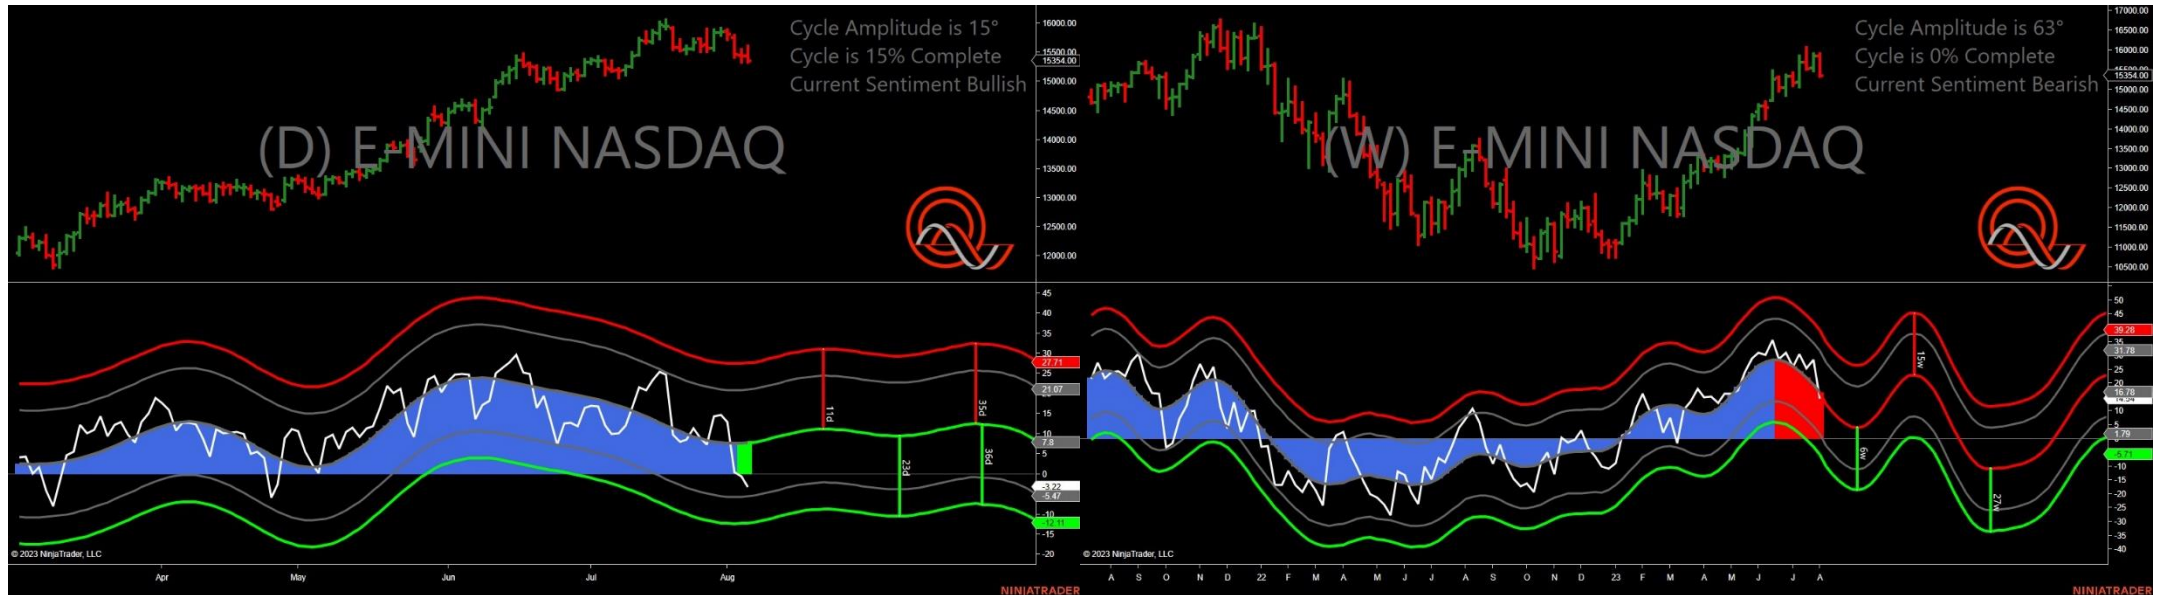 Cycle Amplitude is 15°
Cycle is 15% Complete
Current Sentiment Bullish
(D) E-MINI NASDAQ
16000.00
15500.00
15354.00
15000.00
14500.00
14000.00
13500.00
13000.00
12500.00
12000.00
45
40
35
30
27.71
25
21.07
15
10
7.8
5
0
-3.22
-5.47
-10
-12.11
-15
-20
11d
23d
35d
36d
© 2023 NinjaTrader, LLC
Apr May Jun Jul Aug
NINJATRADER
Cycle Amplitude is 63°
Cycle is 0% Complete
Current Sentiment Bearish
(W) E-MINI NASDAQ
17000.00
16500.00
16000.00
15354.00
15000.00
14500.00
14000.00
13500.00
13000.00
12500.00
12000.00
11500.00
11000.00
10500.00
50
45
39.28
31.78
25
20
16.78
10
5
1.79
-5.71
-10
-15
-20
-25
-30
-35
-40
6w
15w
27w
© 2023 NinjaTrader, LLC
A S O N D 22 F M A M J J A S O N D 23 F M A M J J A
NINJATRADER